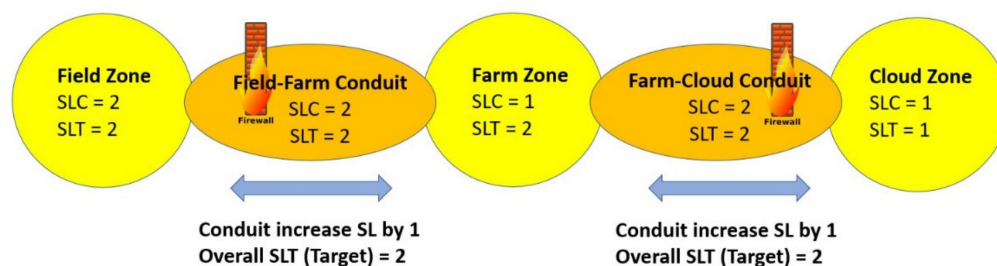 Field Zone
SLC = 2
SLT = 2
Field-Farm Conduit
SLC = 2
SLT = 2
Firewall
Farm Zone
SLC = 1
SLT = 2
Farm-Cloud Conduit
SLC = 2
SLT = 2
Firewall
Cloud Zone
SLC = 1
SLT = 1
Conduit increase SL by 1
Overall SLT (Target) = 2
Conduit increase SL by 1
Overall SLT (Target) = 2